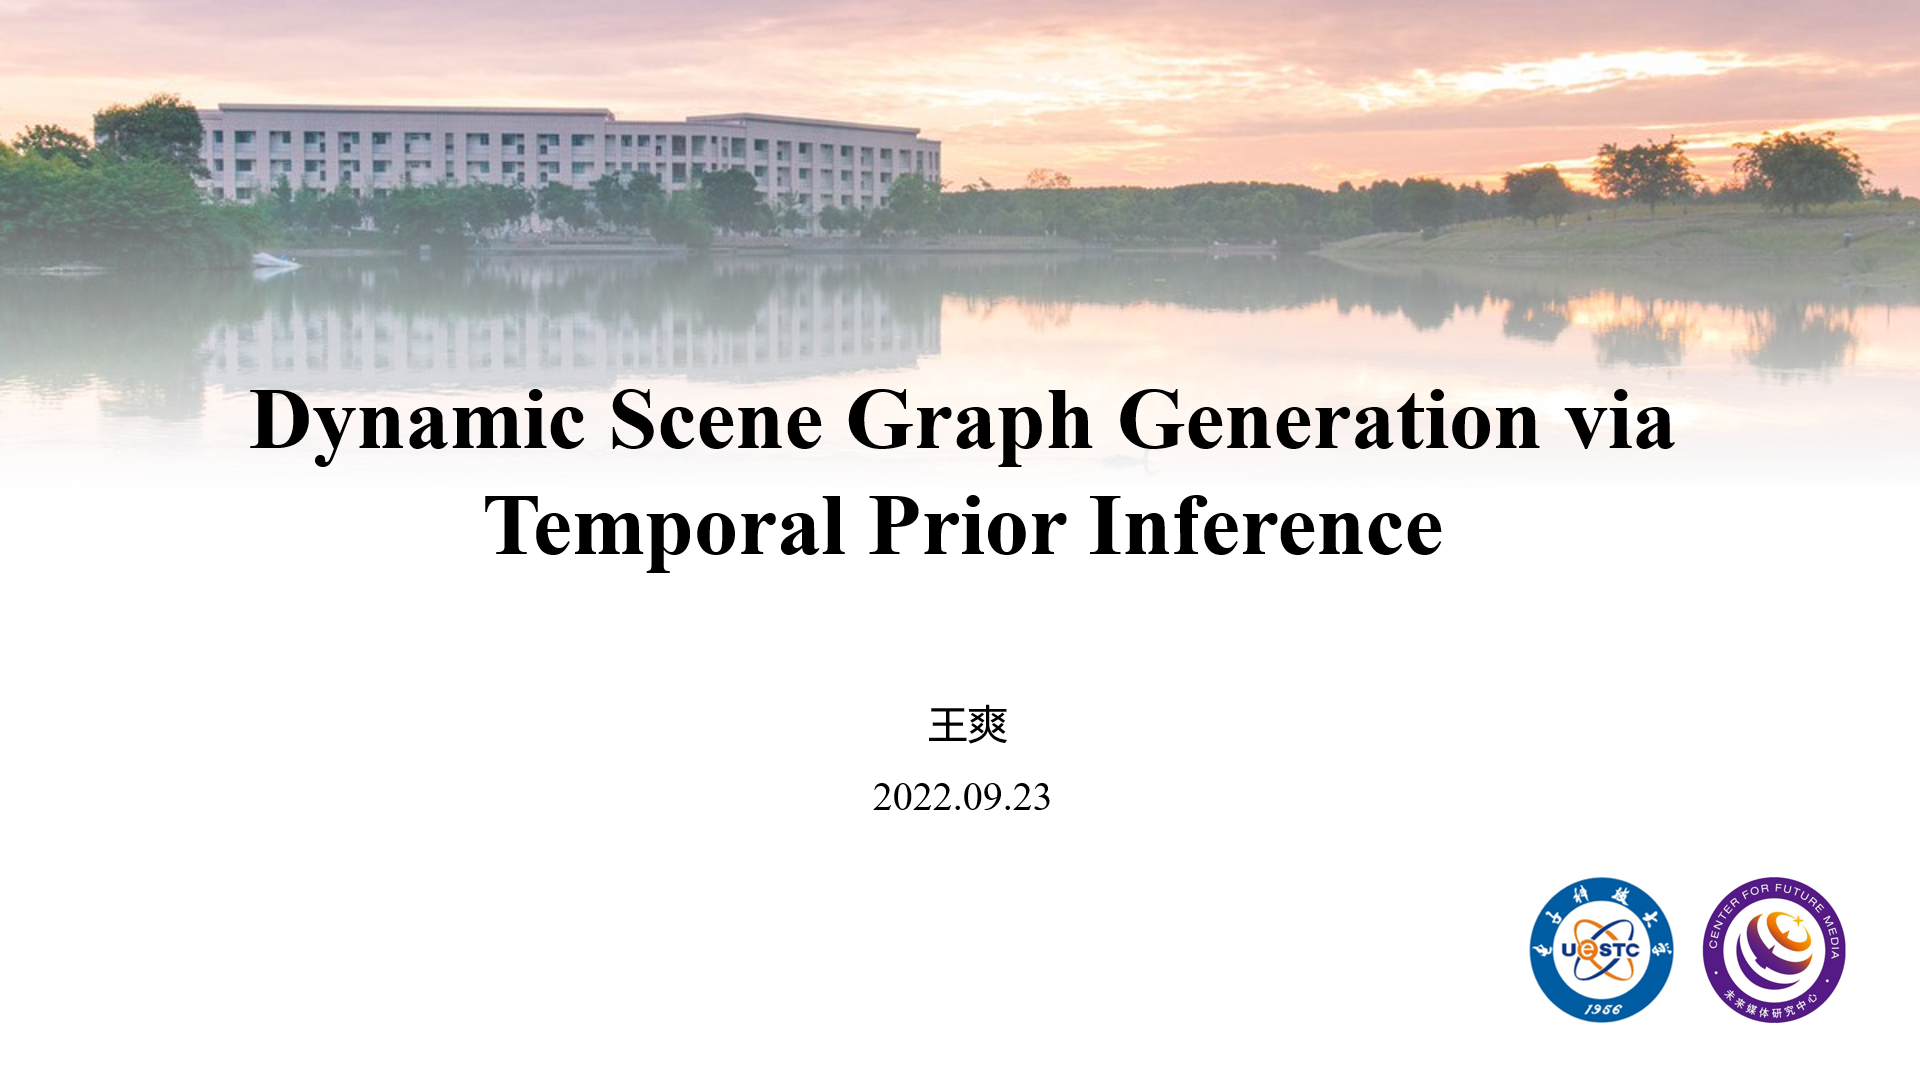 Dynamic Scene Graph Generation via
Temporal Prior Inference
王爽
2022.09.23
电子科技大学
UeSTC
1956
CENTER FOR FUTURE MEDIA
未来媒体研究中心